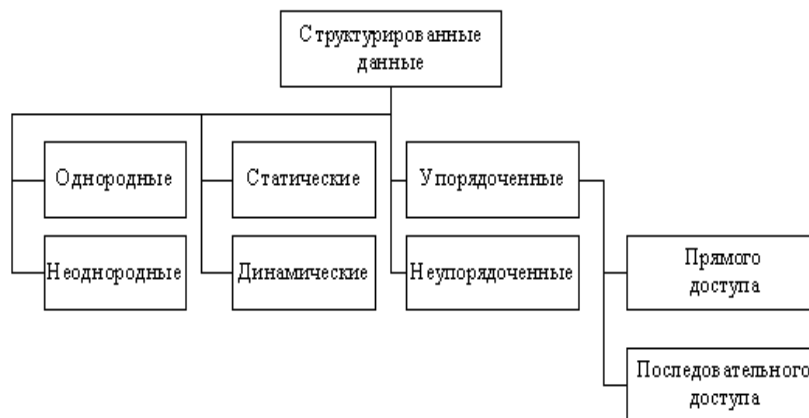 Структурированные
данные
Однородные
Статические
Упорядоченные
Неоднородные
Динамические
Неупорядоченные
Прямого
доступа
Последовательного
доступа